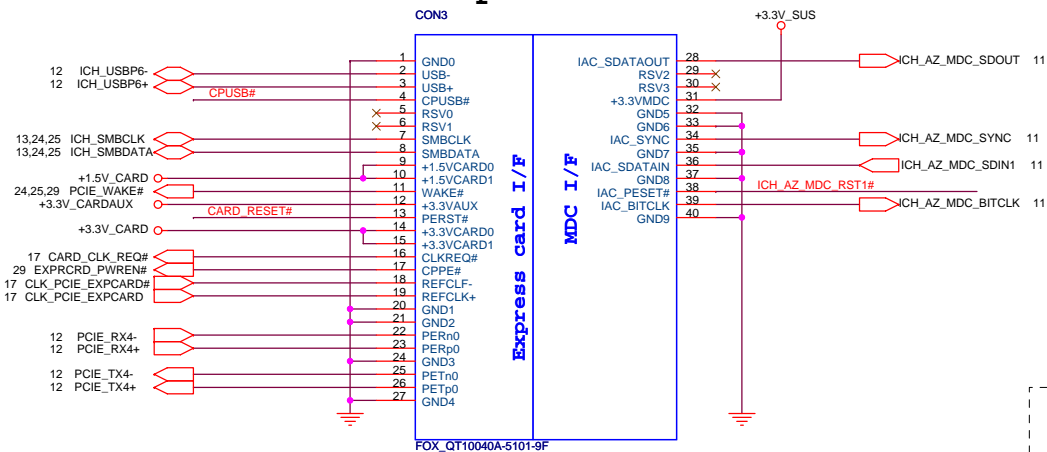 CON3
+3.3V_SUS
1 GND0
12 ICH_USBP6- 2 USB-
12 ICH_USBP6+ 3 USB+
CPUSB# 4 CPUSB#
5 RSV0
6 RSV1
13,24,25 ICH_SMBCLK 7 SMBCLK
13,24,25 ICH_SMBDATA 8 SMBDATA
9 +1.5VCARD0
+1.5V_CARD 10 +1.5VCARD1
24,25,29 PCIE_WAKE# 11 WAKE#
+3.3V_CARDAUX 12 +3.3VAUX
CARD_RESET# 13 PERST#
+3.3V_CARD 14 +3.3VCARD0
15 +3.3VCARD1
17 CARD_CLK_REQ# 16 CLKREQ#
29 EXPRCRD_PWREN# 17 CPPE#
17 CLK_PCIE_EXPCARD# 18 REFCLF-
17 CLK_PCIE_EXPCARD 19 REFCLK+
20 GND1
21 GND2
12 PCIE_RX4- 22 PERn0
12 PCIE_RX4+ 23 PERp0
24 GND3
12 PCIE_TX4- 25 PETn0
12 PCIE_TX4+ 26 PETp0
27 GND4
Express card I/F
MDC I/F
IAC_SDATAOUT 28 ICH_AZ_MDC_SDOUT 11
RSV2 29
RSV3 30
+3.3VMDC 31
GND5 32
GND6 33
IAC_SYNC 34 ICH_AZ_MDC_SYNC 11
GND7 35
IAC_SDATAIN 36 ICH_AZ_MDC_SDIN1 11
GND8 37
IAC_PESET# 38 ICH_AZ_MDC_RST1#
IAC_BITCLK 39 ICH_AZ_MDC_BITCLK 11
GND9 40
FOX_QT10040A-5101-9F